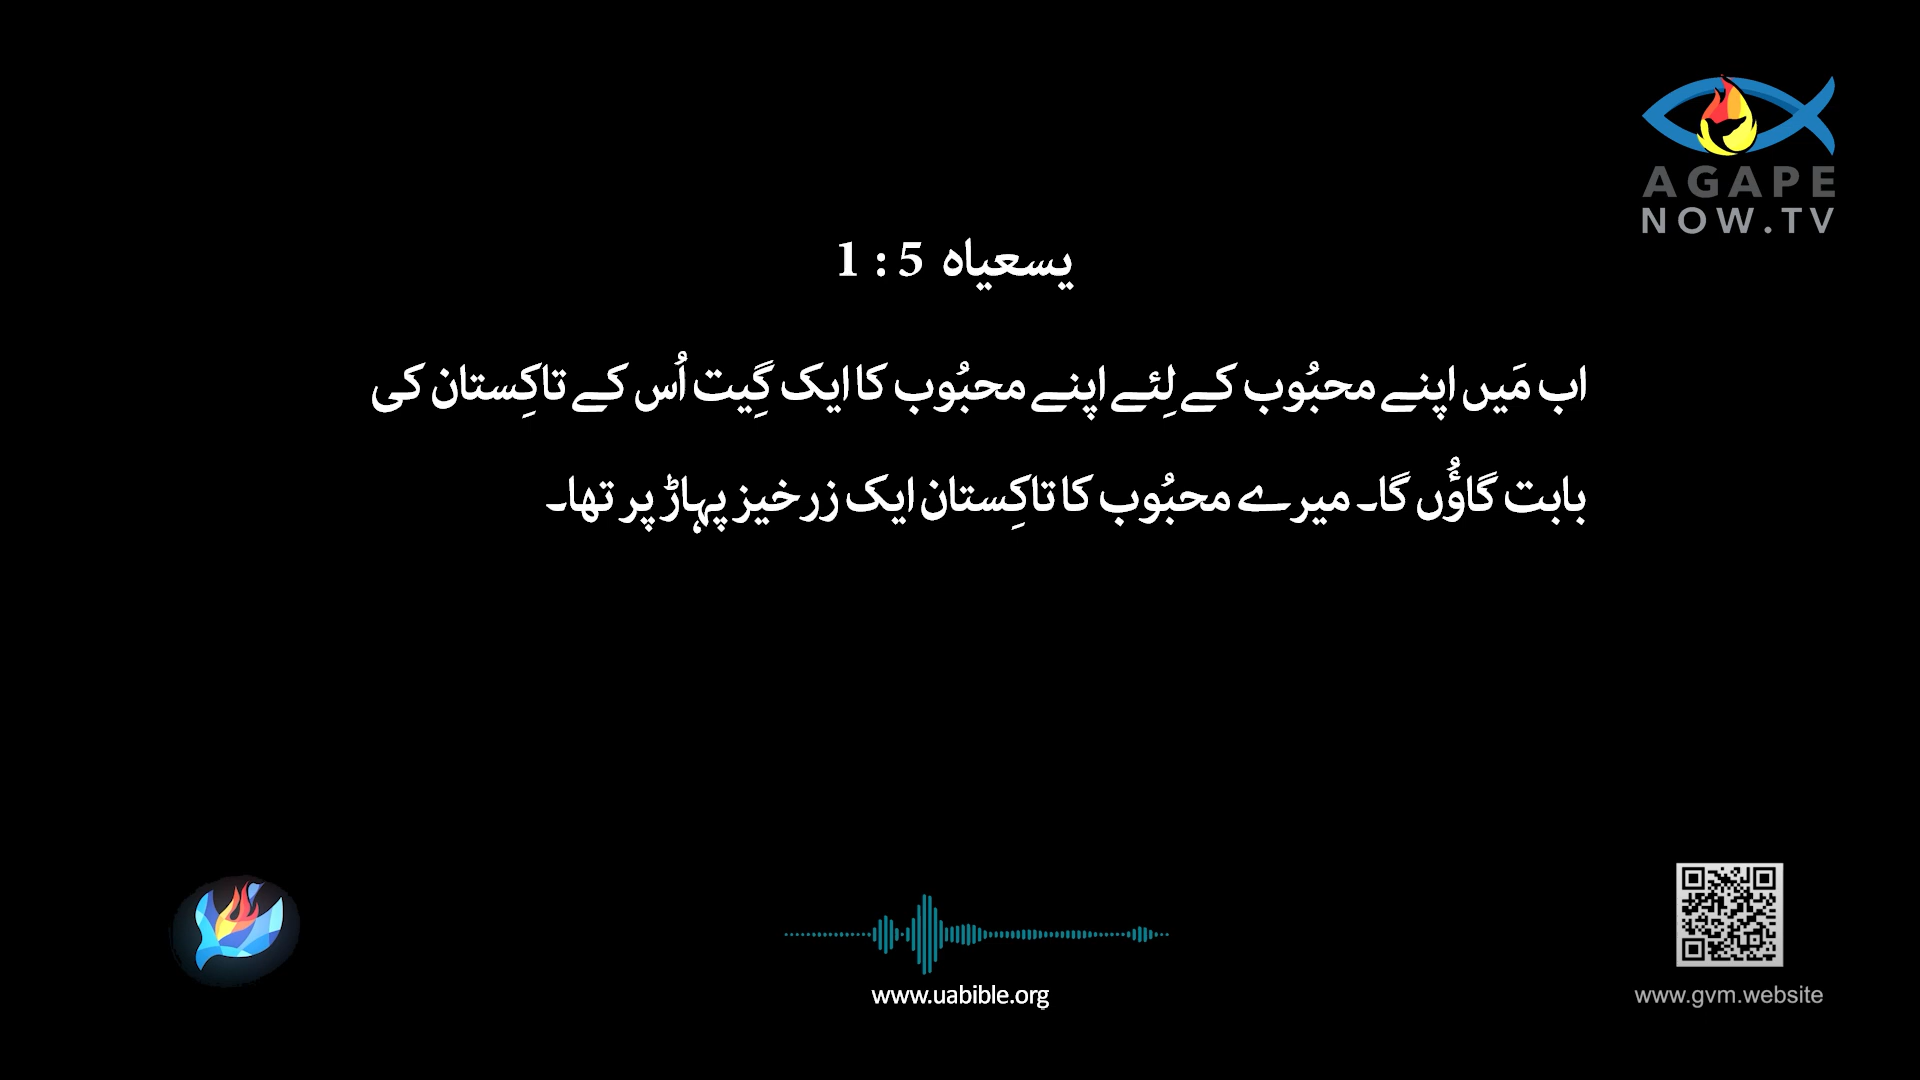 AGAPE
NOW.TV
یسعیاہ 5 : 1
اب مَیں اپنے محبُوب کے لِئے اپنے محبُوب کا ایک گِیت اُس کے تاکِستان کی
بابت گاؤُں گا۔ میرے محبُوب کا تاکِستان ایک زرخیز پہاڑ پر تھا۔
www.uabible.org
www.gvm.website